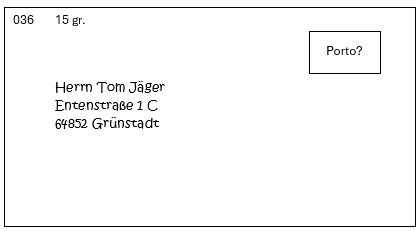 036 15 gr.
Porto?
Herrn Tom Jäger
Entenstraße 1 C
64852 Grünstadt